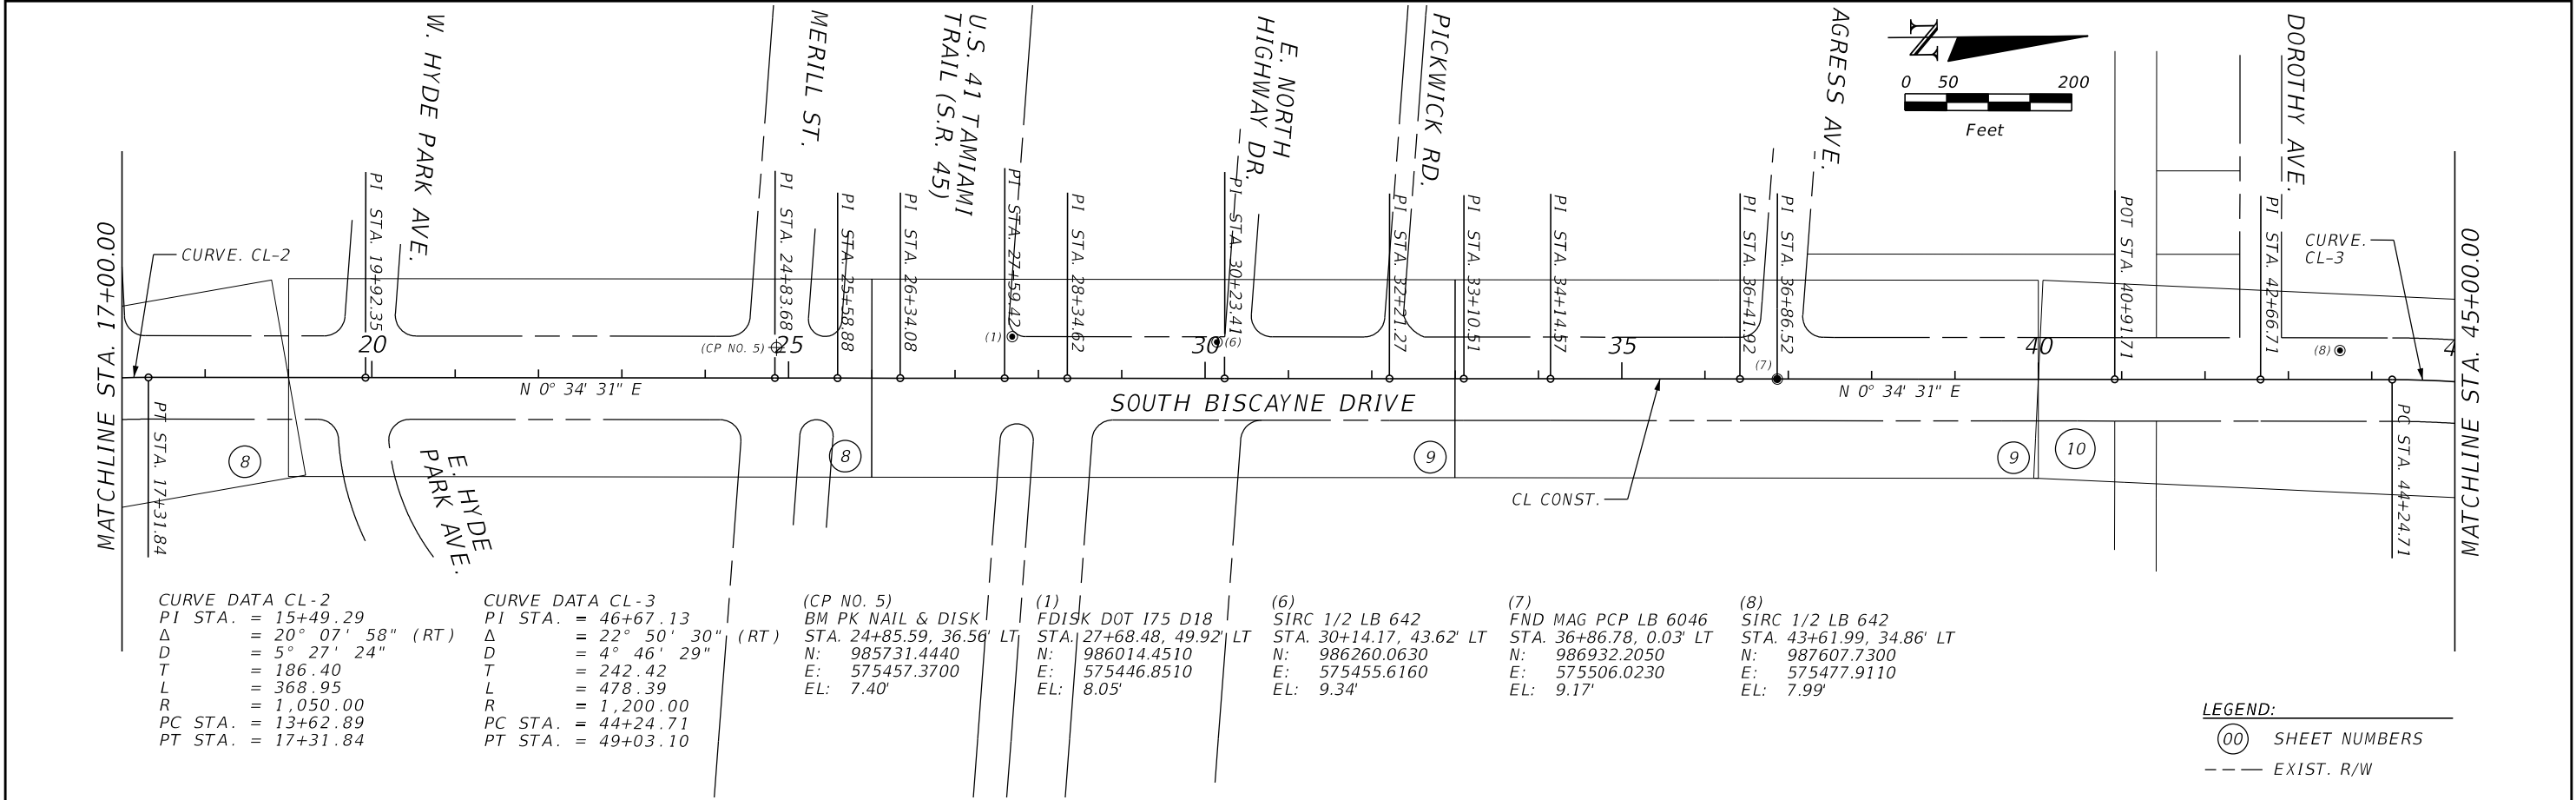 W. HYDE PARK AVE.
MERILL ST.
U.S. 41 TAMIAMI
TRAIL (S.R. 45)
E. NORTH
HIGHWAY DR.
PICKWICK RD.
AGRESS AVE.
DOROTHY AVE.
N
0 50 200
Feet
MATCHLINE STA. 17+00.00
CURVE. CL-2
PI STA. 19+92.35
PI STA. 24+83.68
PI STA. 25+58.88
PI STA. 26+34.08
PI STA. 27+59.42
PI STA. 28+34.62
PI STA. 30+23.41
PI STA. 32+21.27
PI STA. 33+10.51
PI STA. 34+14.57
PI STA. 36+41.92
PI STA. 36+86.52
POT STA. 40+91.71
PI STA. 42+66.71
CURVE.
CL-3
MATCHLINE STA. 45+00.00
20
(CP NO. 5)
25
(1)
30
(6)
35
(7)
40
(8)
4
N 0° 34' 31" E
SOUTH BISCAYNE DRIVE
N 0° 34' 31" E
PT STA. 17+31.84
8
E. HYDE
PARK AVE.
8
9
CL CONST.
9
10
PC STA. 44+24.71
CURVE DATA CL-2
PI STA. = 15+49.29
Δ = 20° 07' 58" (RT)
D = 5° 27' 24"
T = 186.40
L = 368.95
R = 1,050.00
PC STA. = 13+62.89
PT STA. = 17+31.84
CURVE DATA CL-3
PI STA. = 46+67.13
Δ = 22° 50' 30" (RT)
D = 4° 46' 29"
T = 242.42
L = 478.39
R = 1,200.00
PC STA. = 44+24.71
PT STA. = 49+03.10
(CP NO. 5)
BM PK NAIL & DISK
STA. 24+85.59, 36.56' LT
N: 985731.4440
E: 575457.3700
EL: 7.40'
(1)
FDISK DOT I75 D18
STA. 27+68.48, 49.92' LT
N: 986014.4510
E: 575446.8510
EL: 8.05'
(6)
SIRC 1/2 LB 642
STA. 30+14.17, 43.62' LT
N: 986260.0630
E: 575455.6160
EL: 9.34'
(7)
FND MAG PCP LB 6046
STA. 36+86.78, 0.03' LT
N: 986932.2050
E: 575506.0230
EL: 9.17'
(8)
SIRC 1/2 LB 642
STA. 43+61.99, 34.86' LT
N: 987607.7300
E: 575477.9110
EL: 7.99'
LEGEND:
00 SHEET NUMBERS
EXIST. R/W